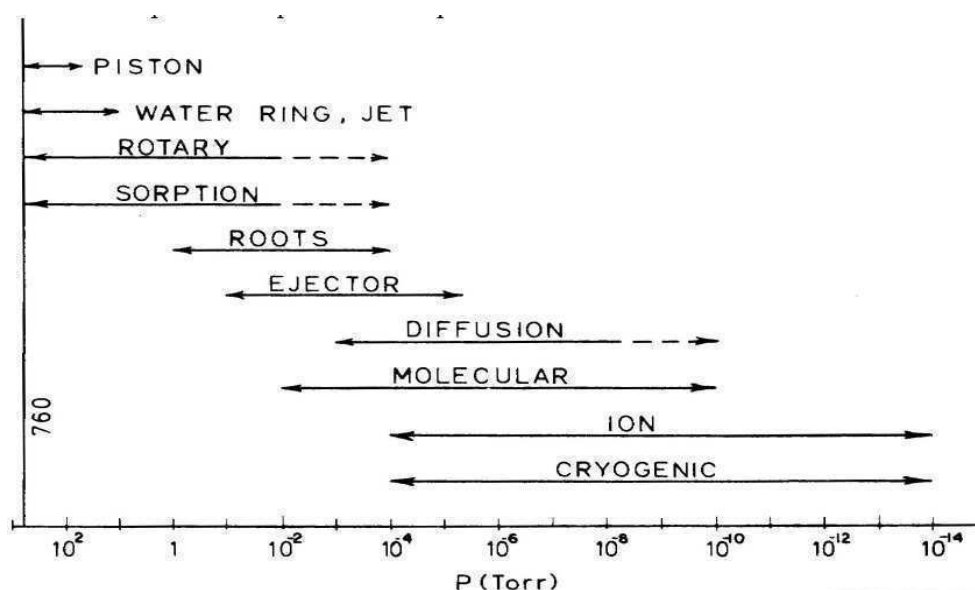 PISTON
WATER RING, JET
ROTARY
SORPTION
ROOTS
EJECTOR
DIFFUSION
MOLECULAR
760
ION
CRYOGENIC
10² 1 10⁻² 10⁻⁴ 10⁻⁶ 10⁻⁸ 10⁻¹⁰ 10⁻¹² 10⁻¹⁴
P (Torr)